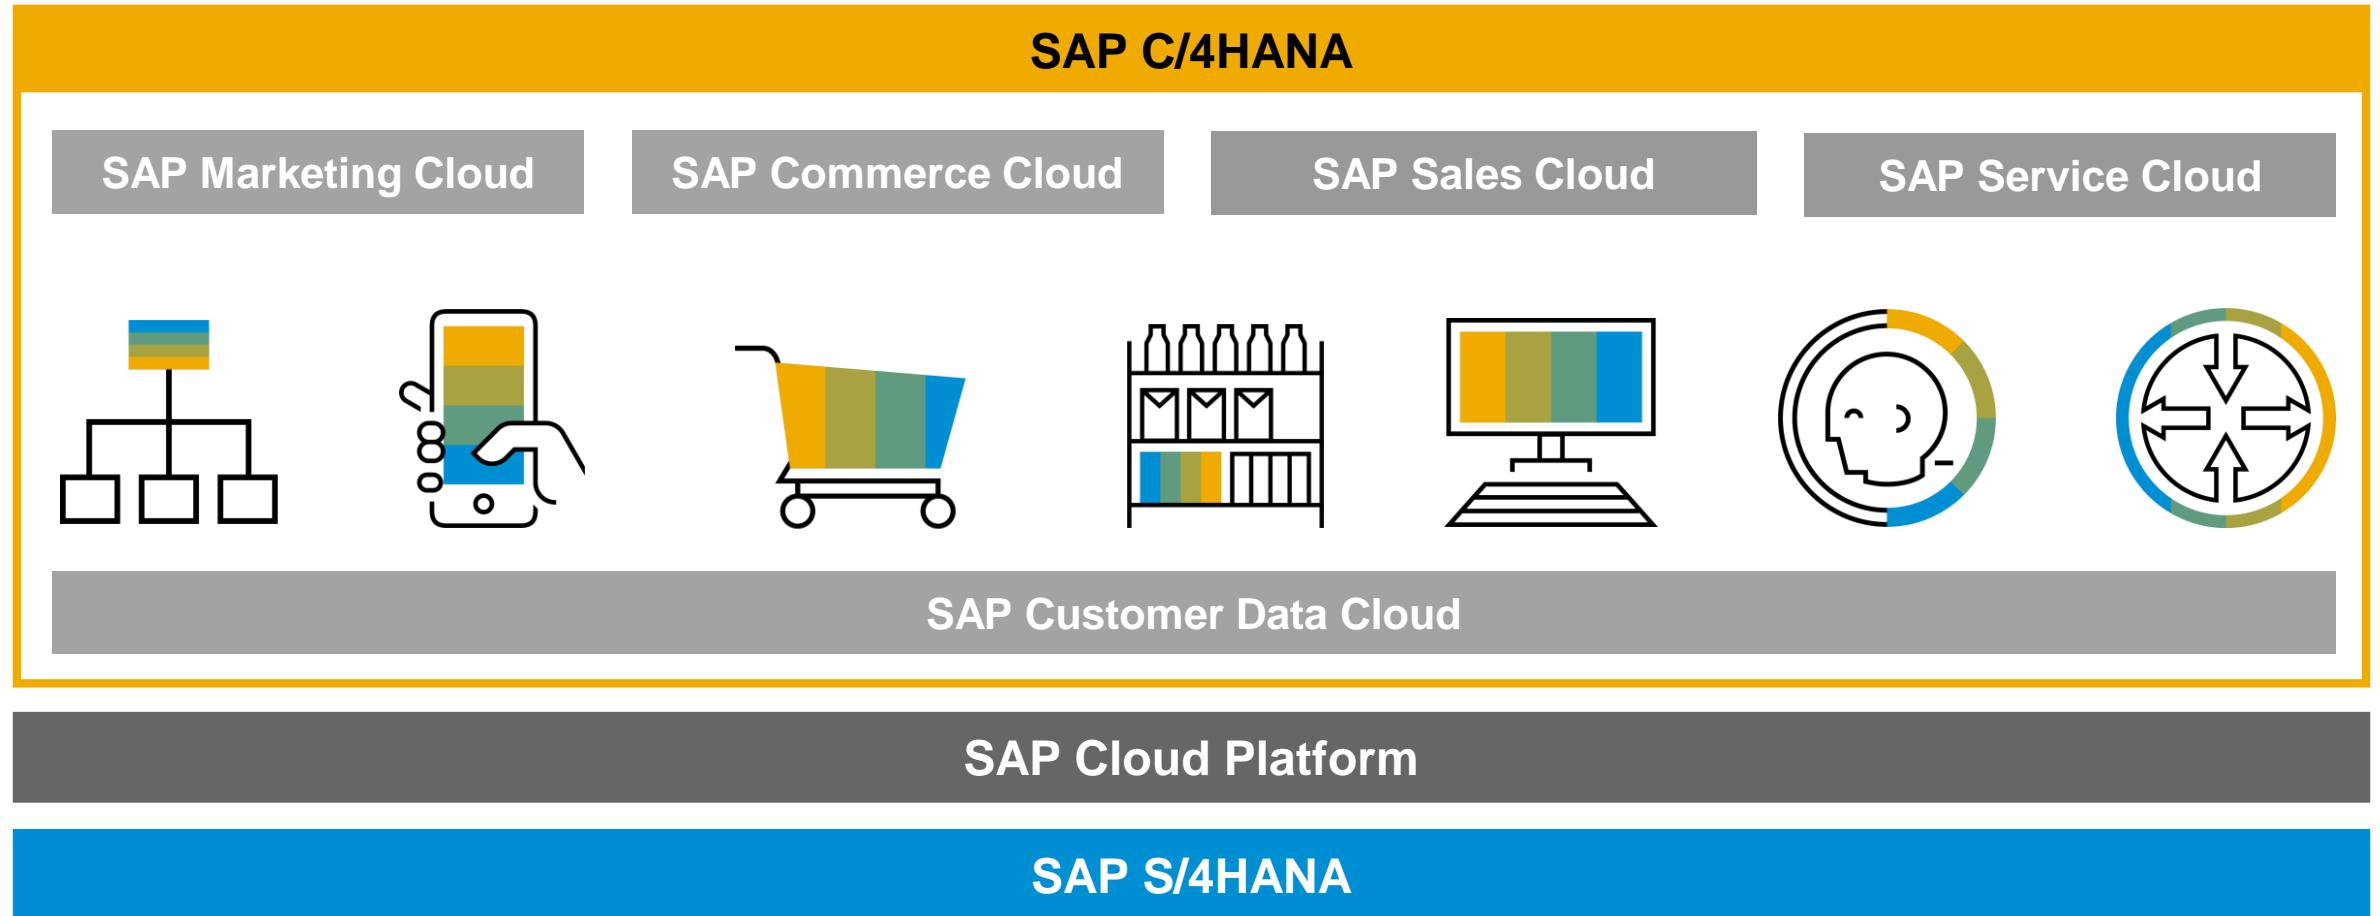 SAP C/4HANA
SAP Marketing Cloud
SAP Commerce Cloud
SAP Sales Cloud
SAP Service Cloud
SAP Customer Data Cloud
SAP Cloud Platform
SAP S/4HANA